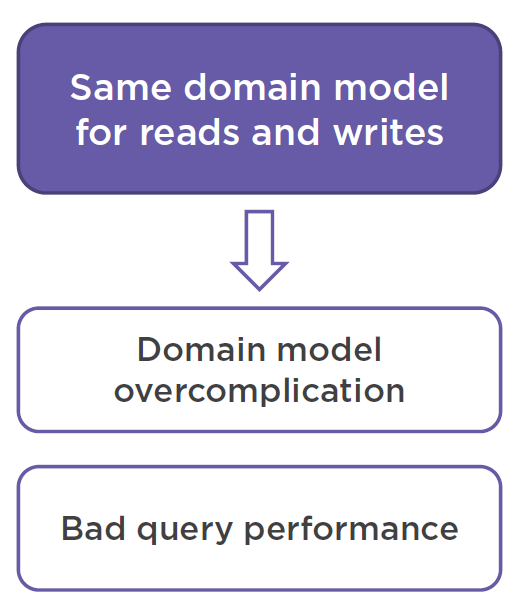 Same domain model
for reads and writes
Domain model
overcomplication
Bad query performance